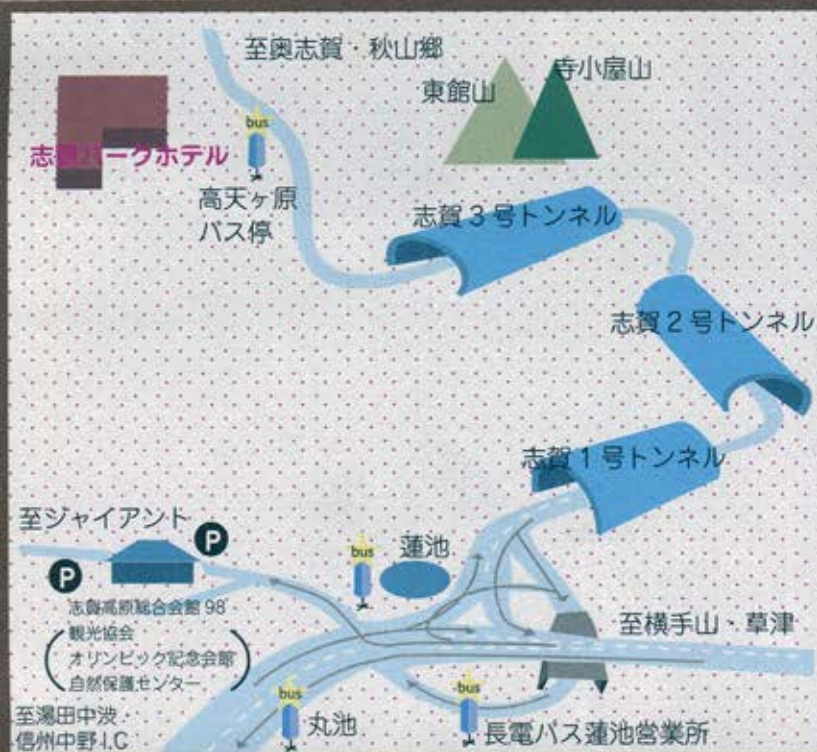 至奥志賀・秋山郷
寺小屋山
東館山
bus
志賀パークホテル
高天ヶ原
バス停
志賀3号トンネル
志賀2号トンネル
志賀1号トンネル
至ジャイアント
P
P
bus
蓮池
志賀高原総合会館98
観光協会
オリンピック記念会館
自然保護センター
至横手山・草津
至湯田中渋
信州中野I.C
bus
丸池
bus
長電バス蓮池営業所